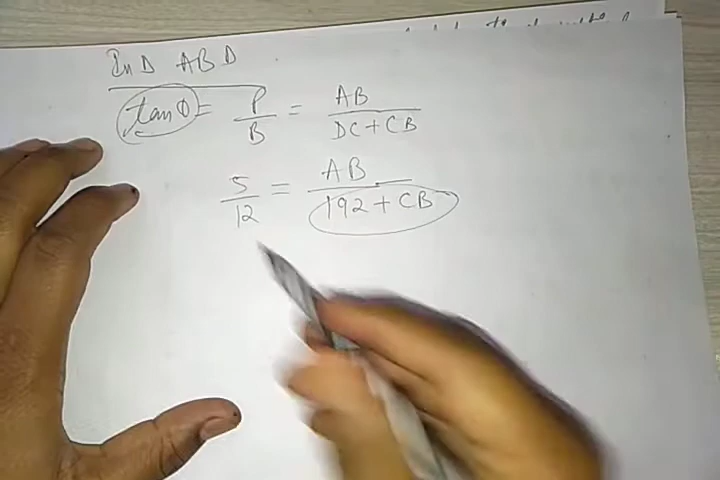 In Δ ABD
tanθ = P/B = AB/DC + CB
5/12 = AB/192 + CB